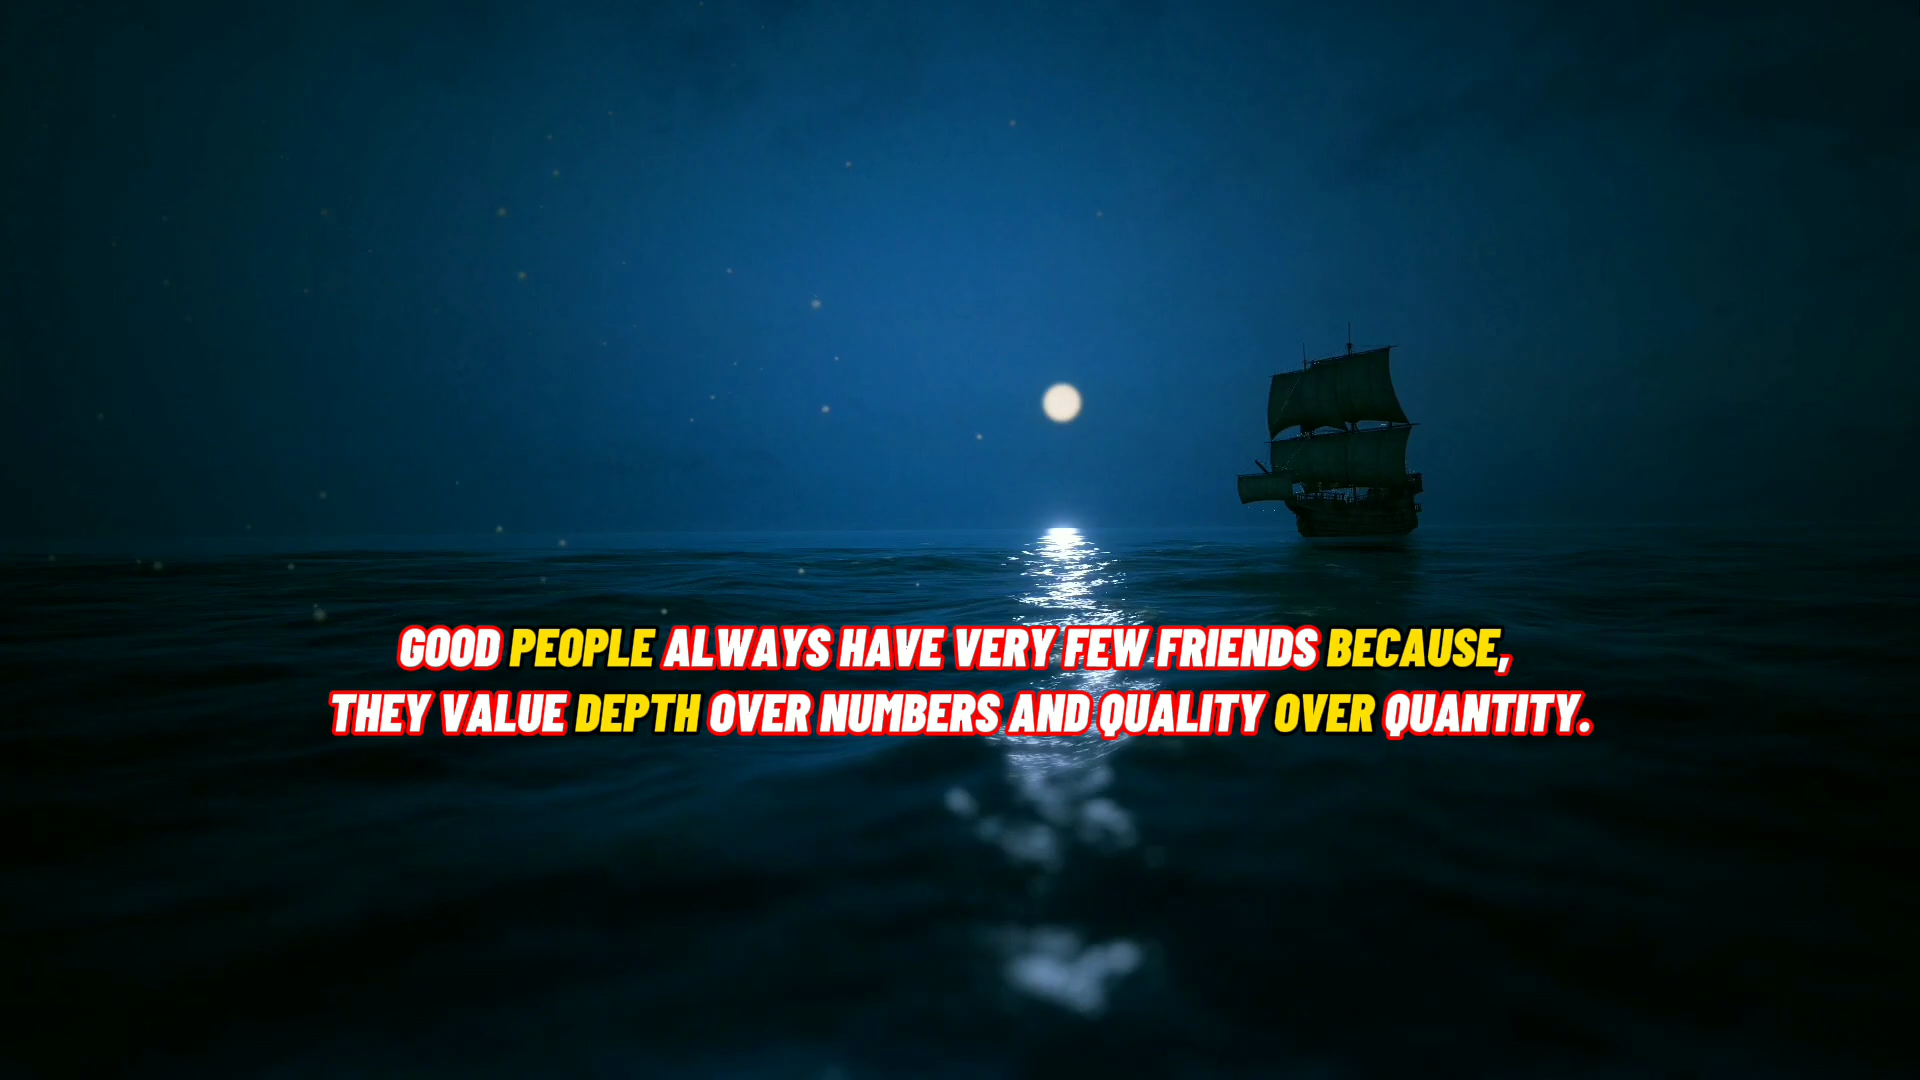 GOOD PEOPLE ALWAYS HAVE VERY FEW FRIENDS BECAUSE,
THEY VALUE DEPTH OVER NUMBERS AND QUALITY OVER QUANTITY.